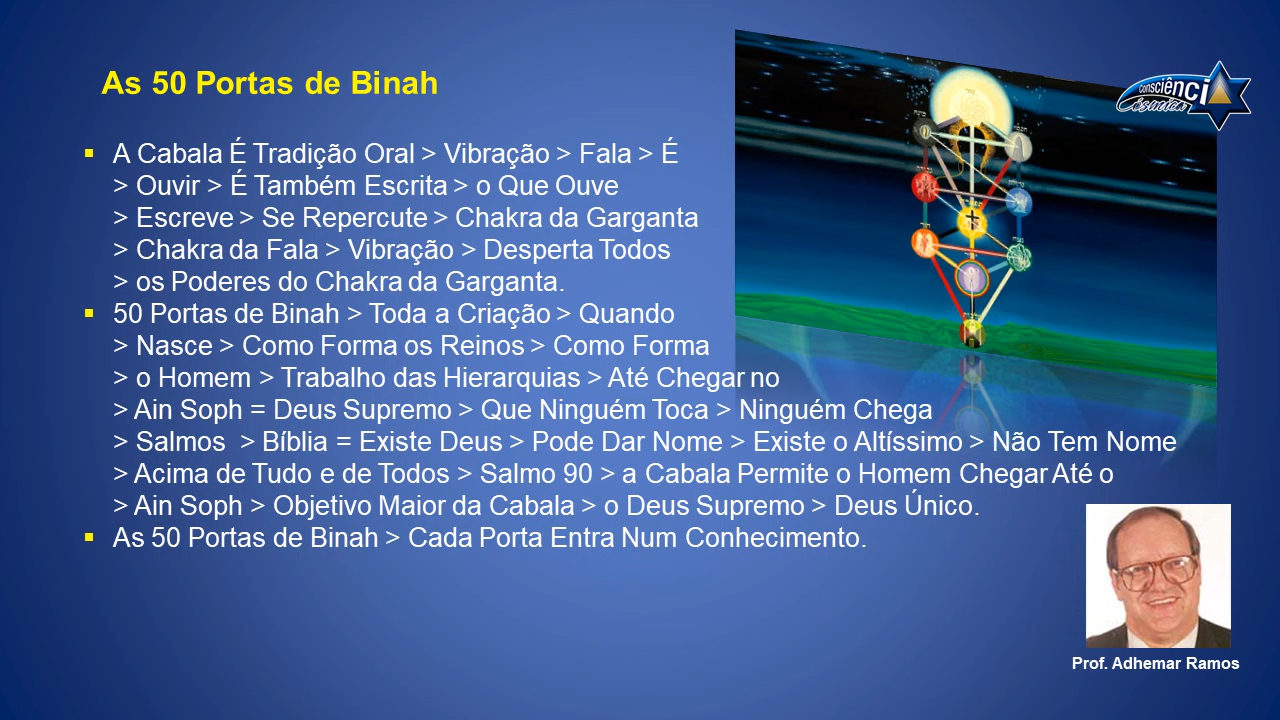 As 50 Portas de Binah
consciênci
▪ A Cabala É Tradição Oral > Vibração > Fala > É
> Ouvir > É Também Escrita > o Que Ouve
> Escreve > Se Repercute > Chakra da Garganta
> Chakra da Fala > Vibração > Desperta Todos
> os Poderes do Chakra da Garganta.
▪ 50 Portas de Binah > Toda a Criação > Quando
> Nasce > Como Forma os Reinos > Como Forma
> o Homem > Trabalho das Hierarquias > Até Chegar no
> Ain Soph = Deus Supremo > Que Ninguém Toca > Ninguém Chega
> Salmos > Bíblia = Existe Deus > Pode Dar Nome > Existe o Altíssimo > Não Tem Nome
> Acima de Tudo e de Todos > Salmo 90 > a Cabala Permite o Homem Chegar Até o
> Ain Soph > Objetivo Maior da Cabala > o Deus Supremo > Deus Único.
▪ As 50 Portas de Binah > Cada Porta Entra Num Conhecimento.
Prof. Adhemar Ramos